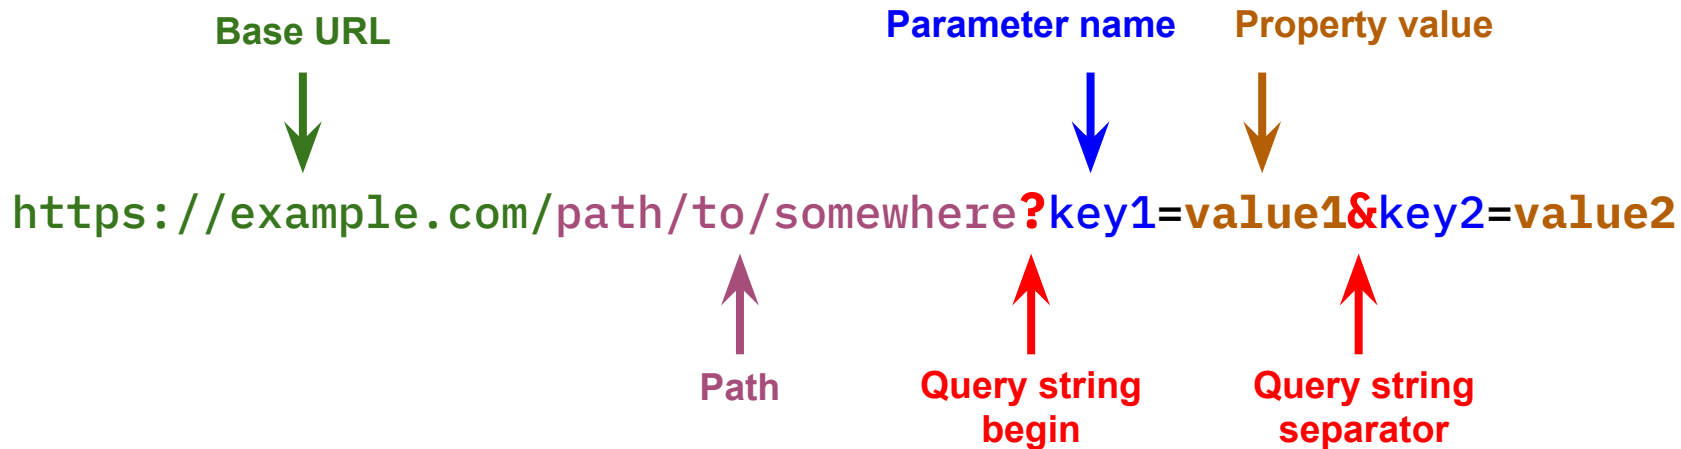 Base URL
Parameter name
Property value
https://example.com/path/to/somewhere?key1=value1&key2=value2
Path
Query string
begin
Query string
separator